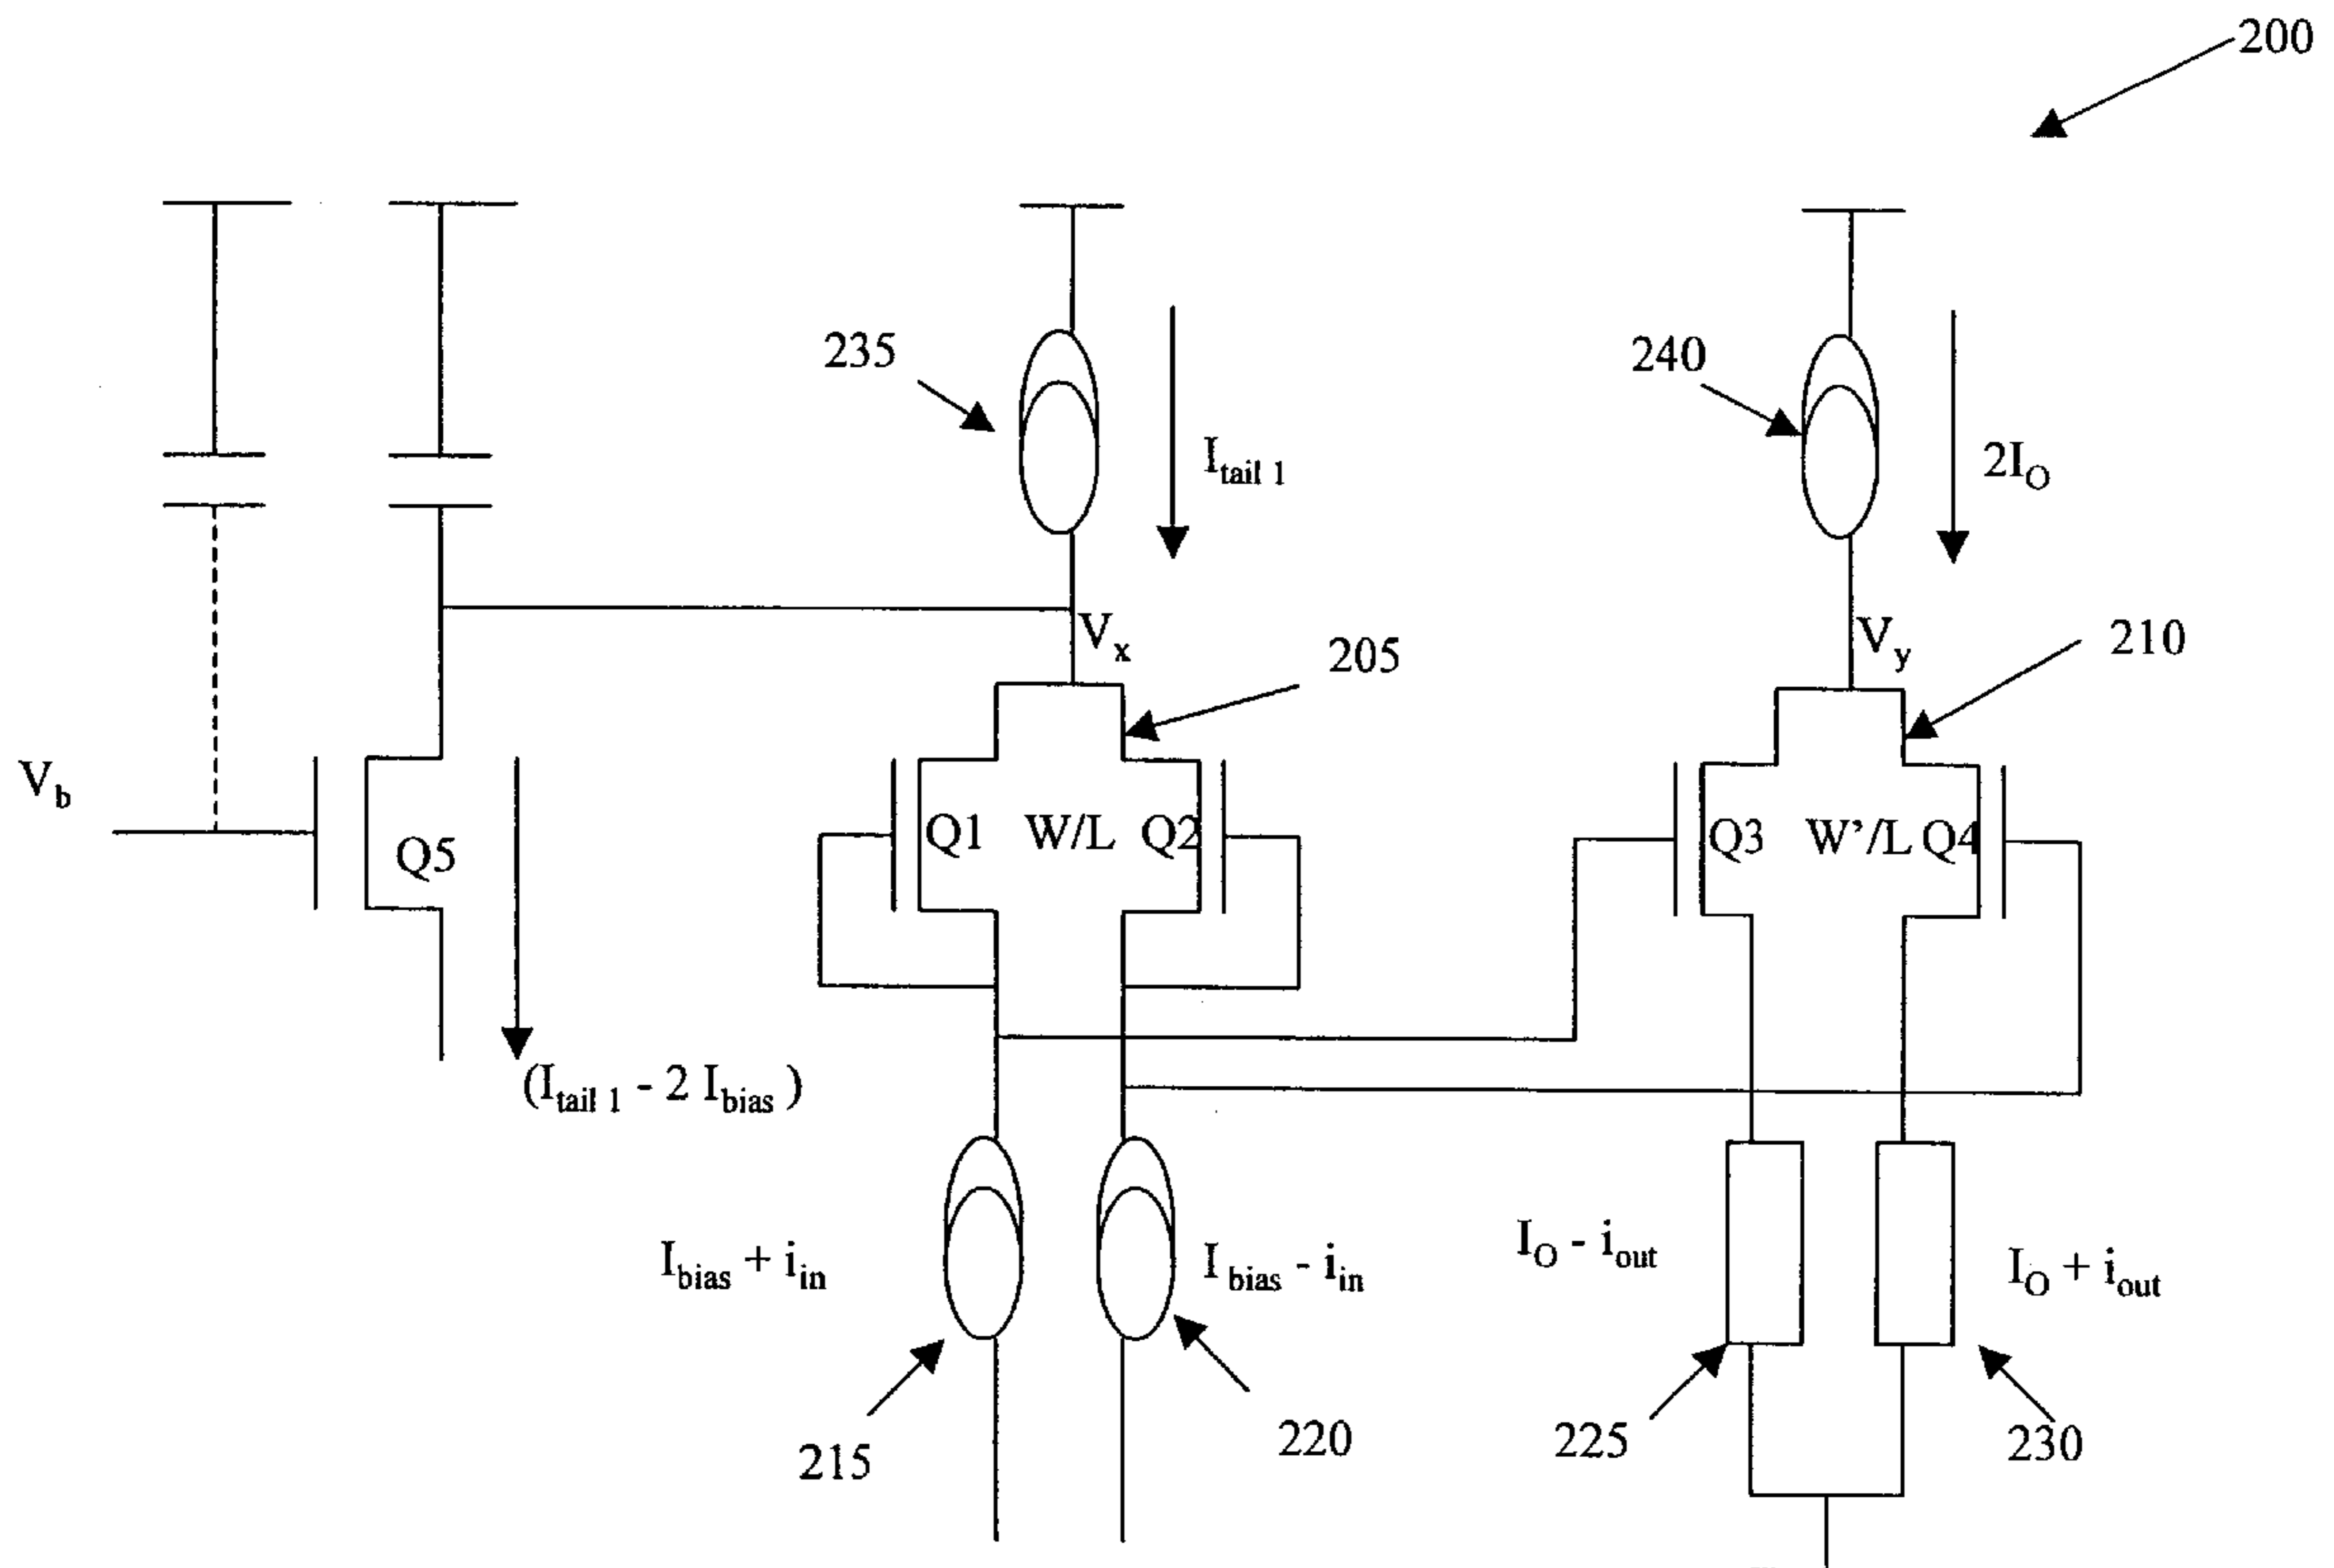 200
235
I_tail 1
240
2I_O
V_x
205
V_y
210
V_b
Q5
Q1 W/L Q2
Q3 W’/L Q4
(I_tail 1 - 2 I_bias )
I_bias + i_in
I_bias - i_in
I_O - i_out
I_O + i_out
215
220
225
230